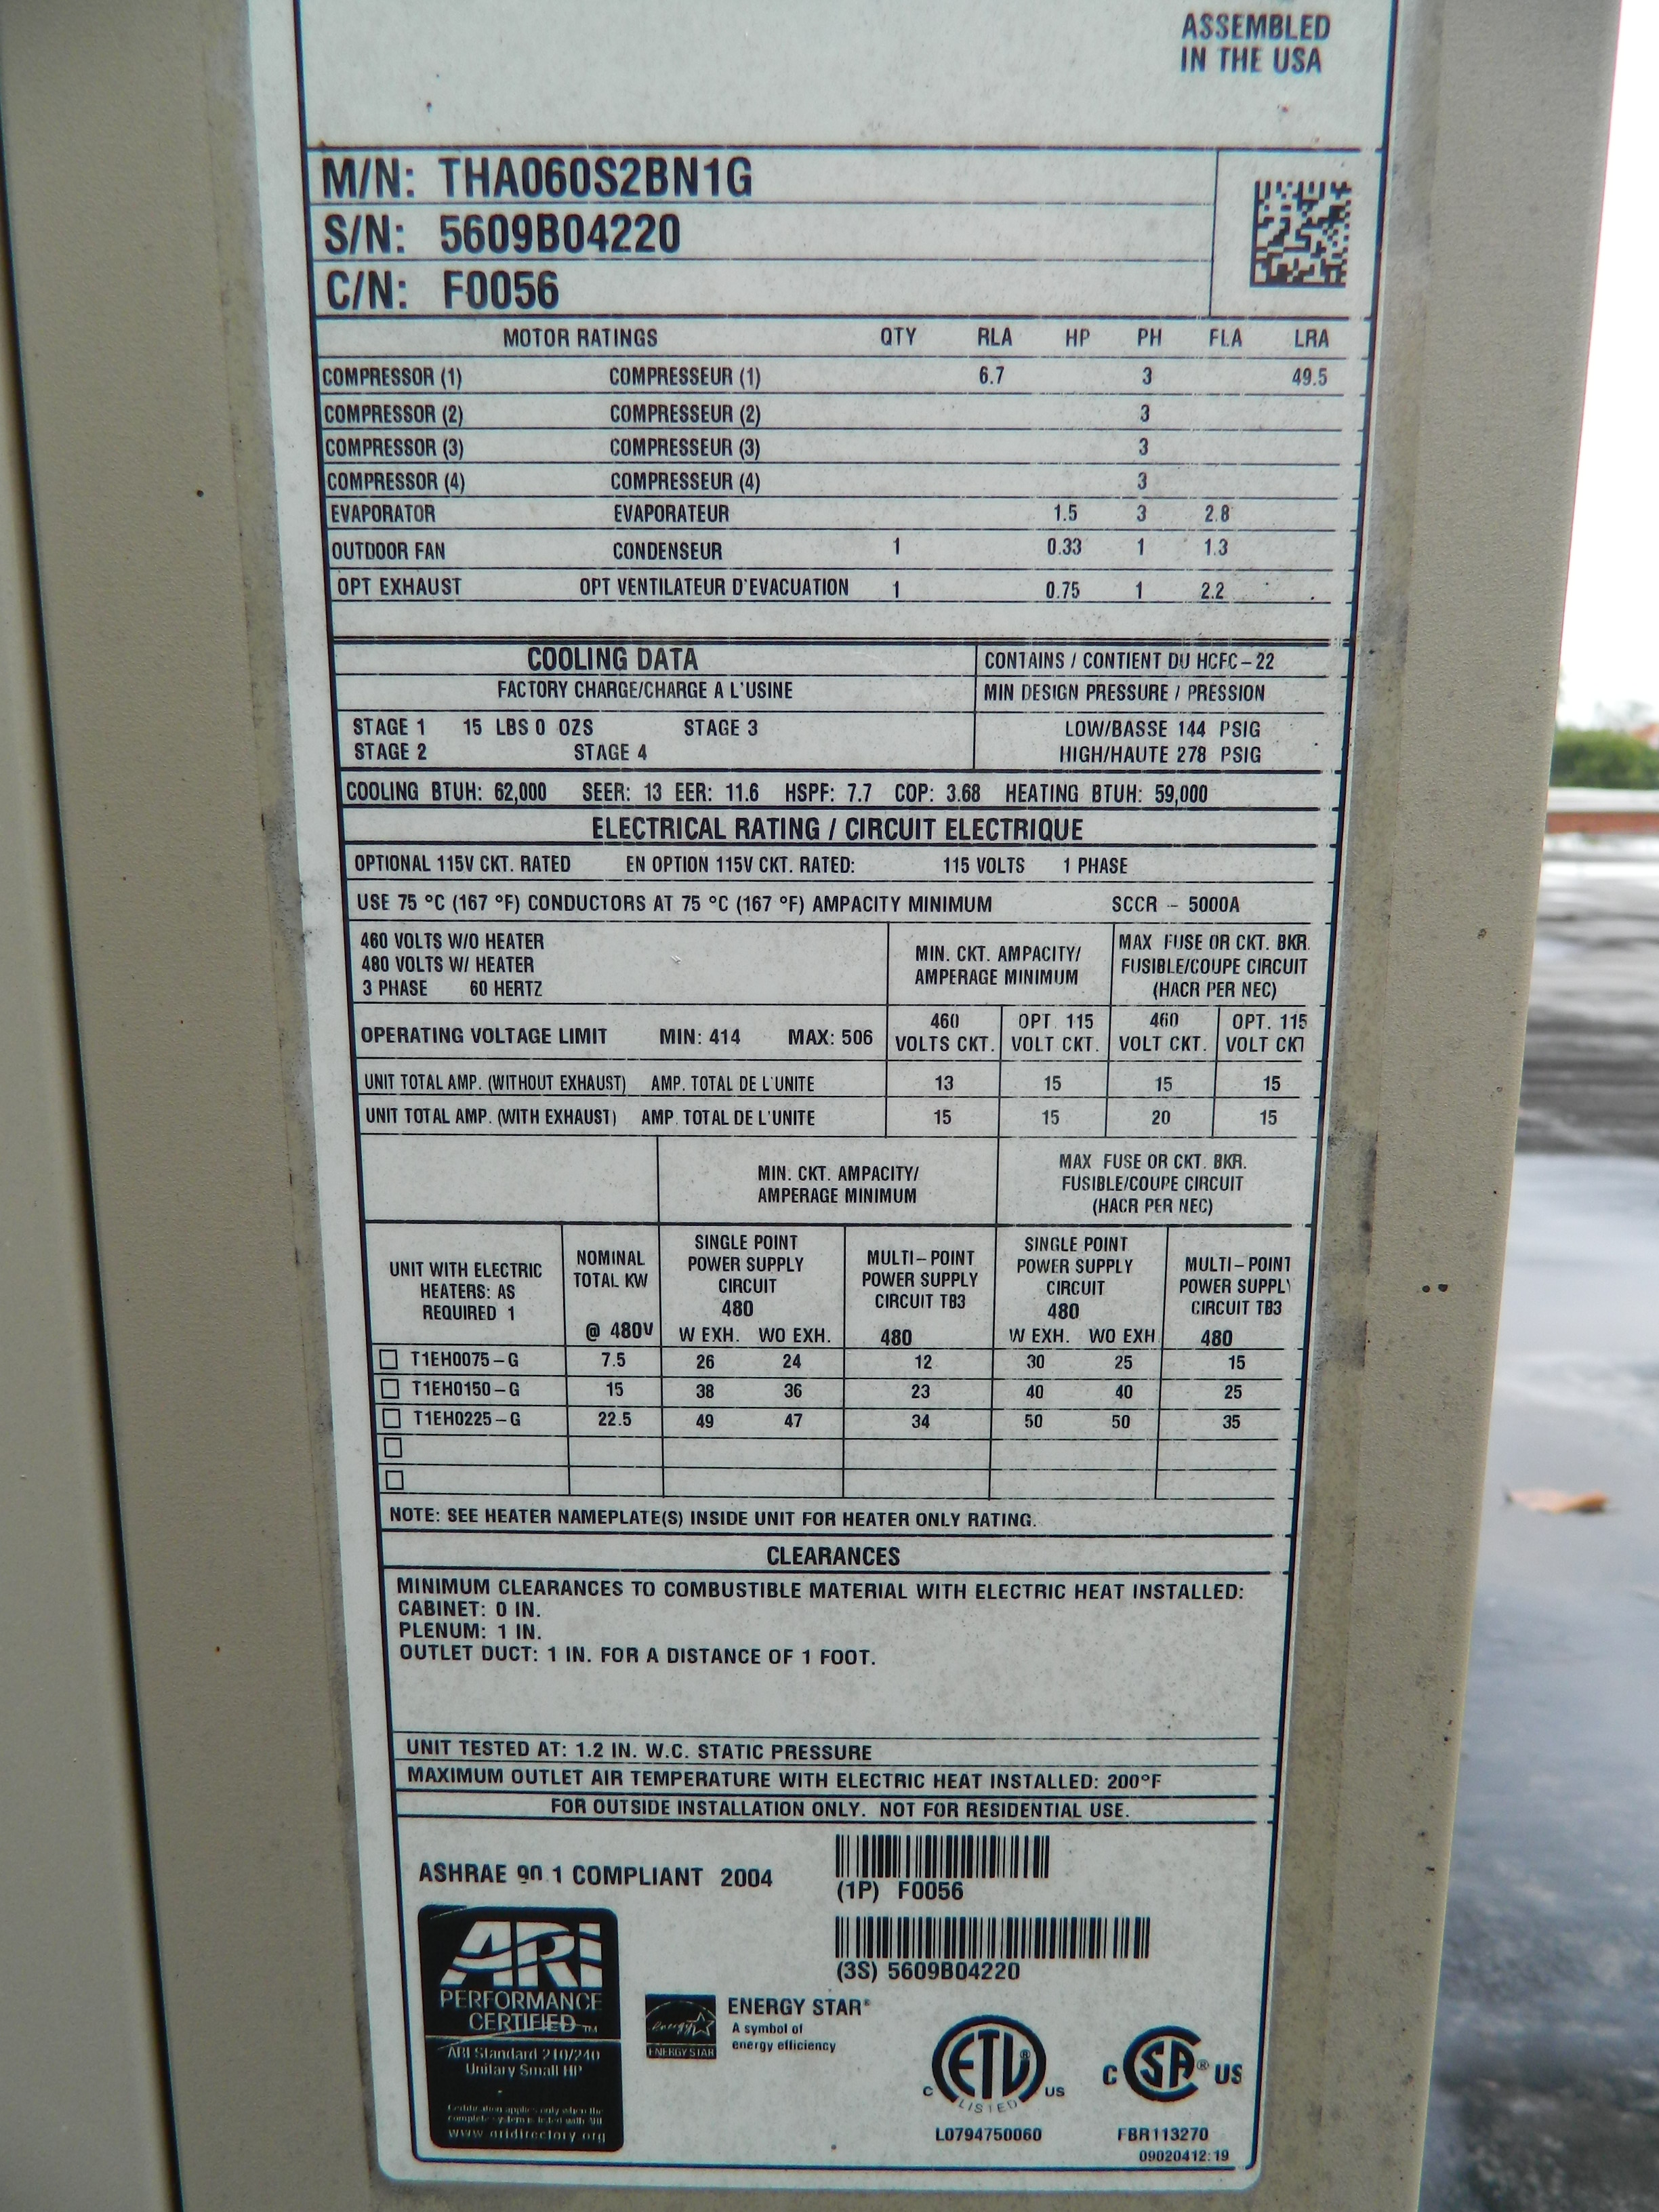 ASSEMBLED
IN THE USA
M/N: THA060S2BN1G
S/N: 5609B04220
C/N: F0056
MOTOR RATINGS QTY RLA HP PH FLA LRA
COMPRESSOR (1) COMPRESSEUR (1) 6.7 3 49.5
COMPRESSOR (2) COMPRESSEUR (2) 3
COMPRESSOR (3) COMPRESSEUR (3) 3
COMPRESSOR (4) COMPRESSEUR (4) 3
EVAPORATOR EVAPORATEUR 1.5 3 2.8
OUTDOOR FAN CONDENSEUR 1 0.33 1 1.3
OPT EXHAUST OPT VENTILATEUR D'EVACUATION 1 0.75 1 2.2
COOLING DATA CONTAINS / CONTIENT DU HCFC-22
FACTORY CHARGE/CHARGE A L'USINE MIN DESIGN PRESSURE / PRESSION
STAGE 1 15 LBS 0 OZS STAGE 3 LOW/BASSE 144 PSIG
STAGE 2 STAGE 4 HIGH/HAUTE 278 PSIG
COOLING BTUH: 62,000 SEER: 13 EER: 11.6 HSPF: 7.7 COP: 3.68 HEATING BTUH: 59,000
ELECTRICAL RATING / CIRCUIT ELECTRIQUE
OPTIONAL 115V CKT. RATED EN OPTION 115V CKT. RATED: 115 VOLTS 1 PHASE
USE 75 °C (167 °F) CONDUCTORS AT 75 °C (167 °F) AMPACITY MINIMUM SCCR - 5000A
460 VOLTS W/O HEATER
480 VOLTS W/ HEATER
3 PHASE 60 HERTZ
MIN. CKT. AMPACITY/
AMPERAGE MINIMUM
MAX FUSE OR CKT. BKR.
FUSIBLE/COUPE CIRCUIT
(HACR PER NEC)
OPERATING VOLTAGE LIMIT MIN: 414 MAX: 506
460 OPT. 115 460 OPT. 115
VOLTS CKT. VOLT CKT. VOLT CKT. VOLT CKT
UNIT TOTAL AMP. (WITHOUT EXHAUST) AMP. TOTAL DE L'UNITE 13 15 15 15
UNIT TOTAL AMP. (WITH EXHAUST) AMP. TOTAL DE L'UNITE 15 15 20 15
MIN. CKT. AMPACITY/
AMPERAGE MINIMUM
MAX FUSE OR CKT. BKR.
FUSIBLE/COUPE CIRCUIT
(HACR PER NEC)
UNIT WITH ELECTRIC
HEATERS: AS
REQUIRED 1
NOMINAL
TOTAL KW
@ 480V
SINGLE POINT
POWER SUPPLY
CIRCUIT
480
W EXH. WO EXH.
MULTI-POINT
POWER SUPPLY
CIRCUIT TB3
480
SINGLE POINT
POWER SUPPLY
CIRCUIT
480
W EXH. WO EXH
MULTI-POINT
POWER SUPPLY
CIRCUIT TB3
480
T1EH0075-G 7.5 26 24 12 30 25 15
T1EH0150-G 15 38 36 23 40 40 25
T1EH0225-G 22.5 49 47 34 50 50 35
NOTE: SEE HEATER NAMEPLATE(S) INSIDE UNIT FOR HEATER ONLY RATING.
CLEARANCES
MINIMUM CLEARANCES TO COMBUSTIBLE MATERIAL WITH ELECTRIC HEAT INSTALLED:
CABINET: 0 IN.
PLENUM: 1 IN.
OUTLET DUCT: 1 IN. FOR A DISTANCE OF 1 FOOT.
UNIT TESTED AT: 1.2 IN. W.C. STATIC PRESSURE
MAXIMUM OUTLET AIR TEMPERATURE WITH ELECTRIC HEAT INSTALLED: 200°F
FOR OUTSIDE INSTALLATION ONLY. NOT FOR RESIDENTIAL USE.
ASHRAE 90.1 COMPLIANT 2004
(1P) F0056
(3S) 5609B04220
ARI
PERFORMANCE
CERTIFIED TM
ARI Standard 210/240
Unitary Small HP
Certification applies only when the
complete system is listed with ARI
www.aridirectory.org
energy
ENERGY STAR
ENERGY STAR®
A symbol of
energy efficiency
C ETL® US
LISTED
L0794750060
C SA® US
FBR113270
09020412:19